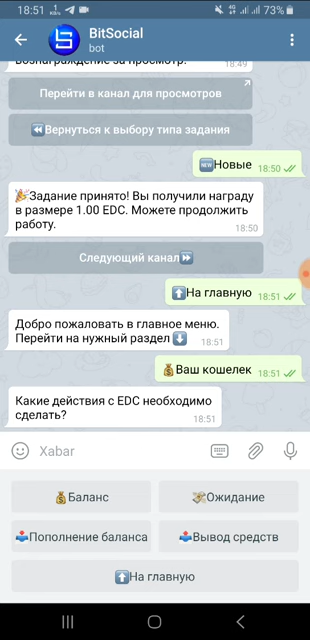 18:51
73%
BitSocial
bot
Вознаграждение за просмотр:
18:49
Перейти в канал для просмотров
⏪Вернуться к выбору типа задания
🆕Новые 18:50
🎉Задание принято! Вы получили награду
в размере 1.00 EDC. Можете продолжить
работу.
18:50
Следующий канал⏩
⬆️На главную 18:51
Добро пожаловать в главное меню.
Перейти на нужный раздел⬇️ 18:51
💰Ваш кошелек 18:51
Какие действия с EDC необходимо
сделать?
18:51
Xabar
💰Баланс
💸Ожидание
📥Пополнение баланса
📤Вывод средств
⬆️На главную